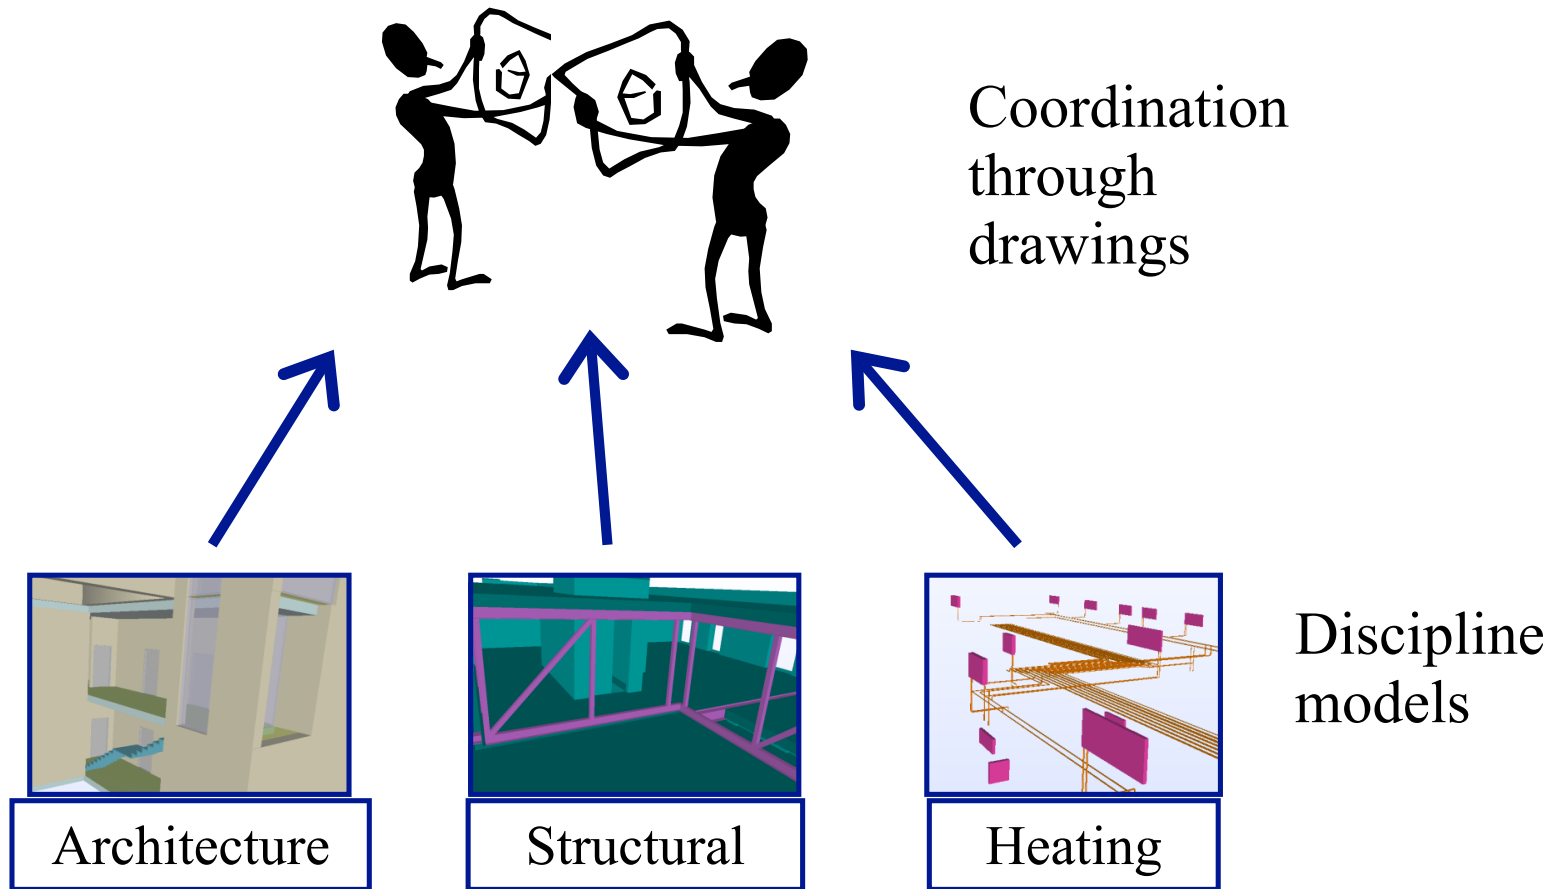 Coordination
through
drawings
Discipline
models
Architecture
Structural
Heating